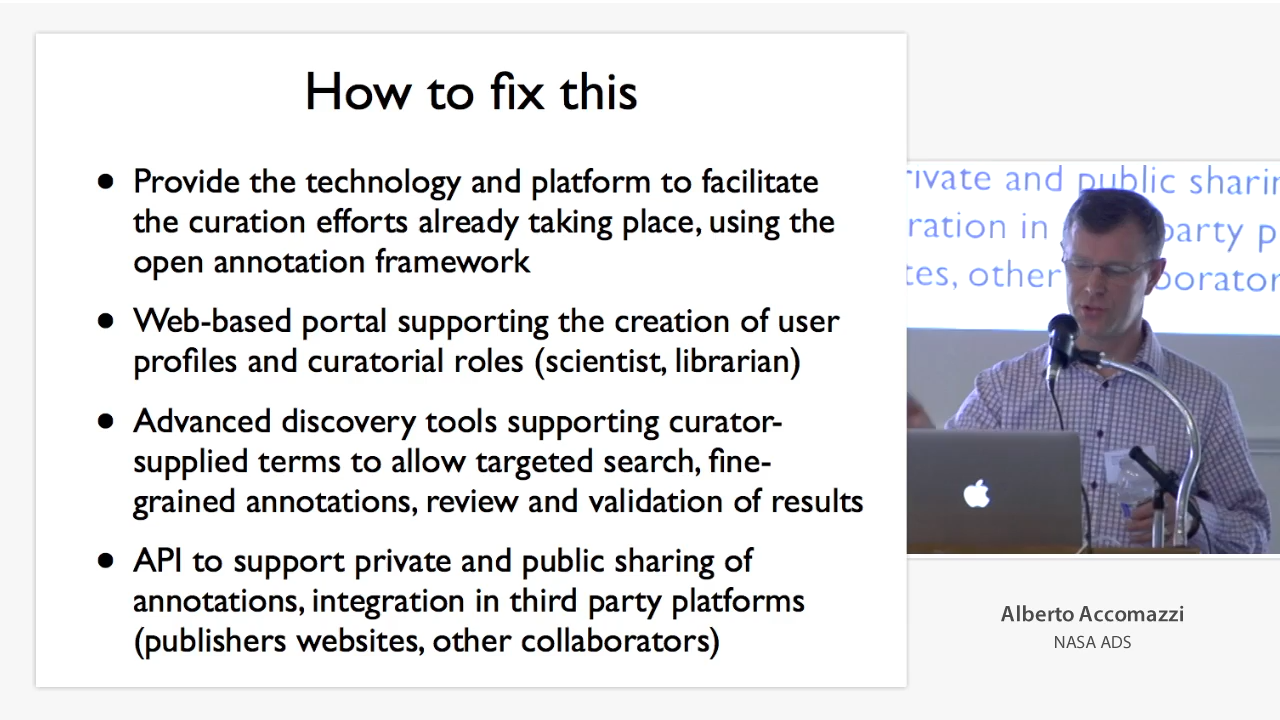 How to fix this
• Provide the technology and platform to facilitate
the curation efforts already taking place, using the
open annotation framework
• Web-based portal supporting the creation of user
profiles and curatorial roles (scientist, librarian)
• Advanced discovery tools supporting curator-
supplied terms to allow targeted search, fine-
grained annotations, review and validation of results
• API to support private and public sharing of
annotations, integration in third party platforms
(publishers websites, other collaborators)
rivate and public sharin
ration in party p
tes, other borator
Alberto Accomazzi
NASA ADS